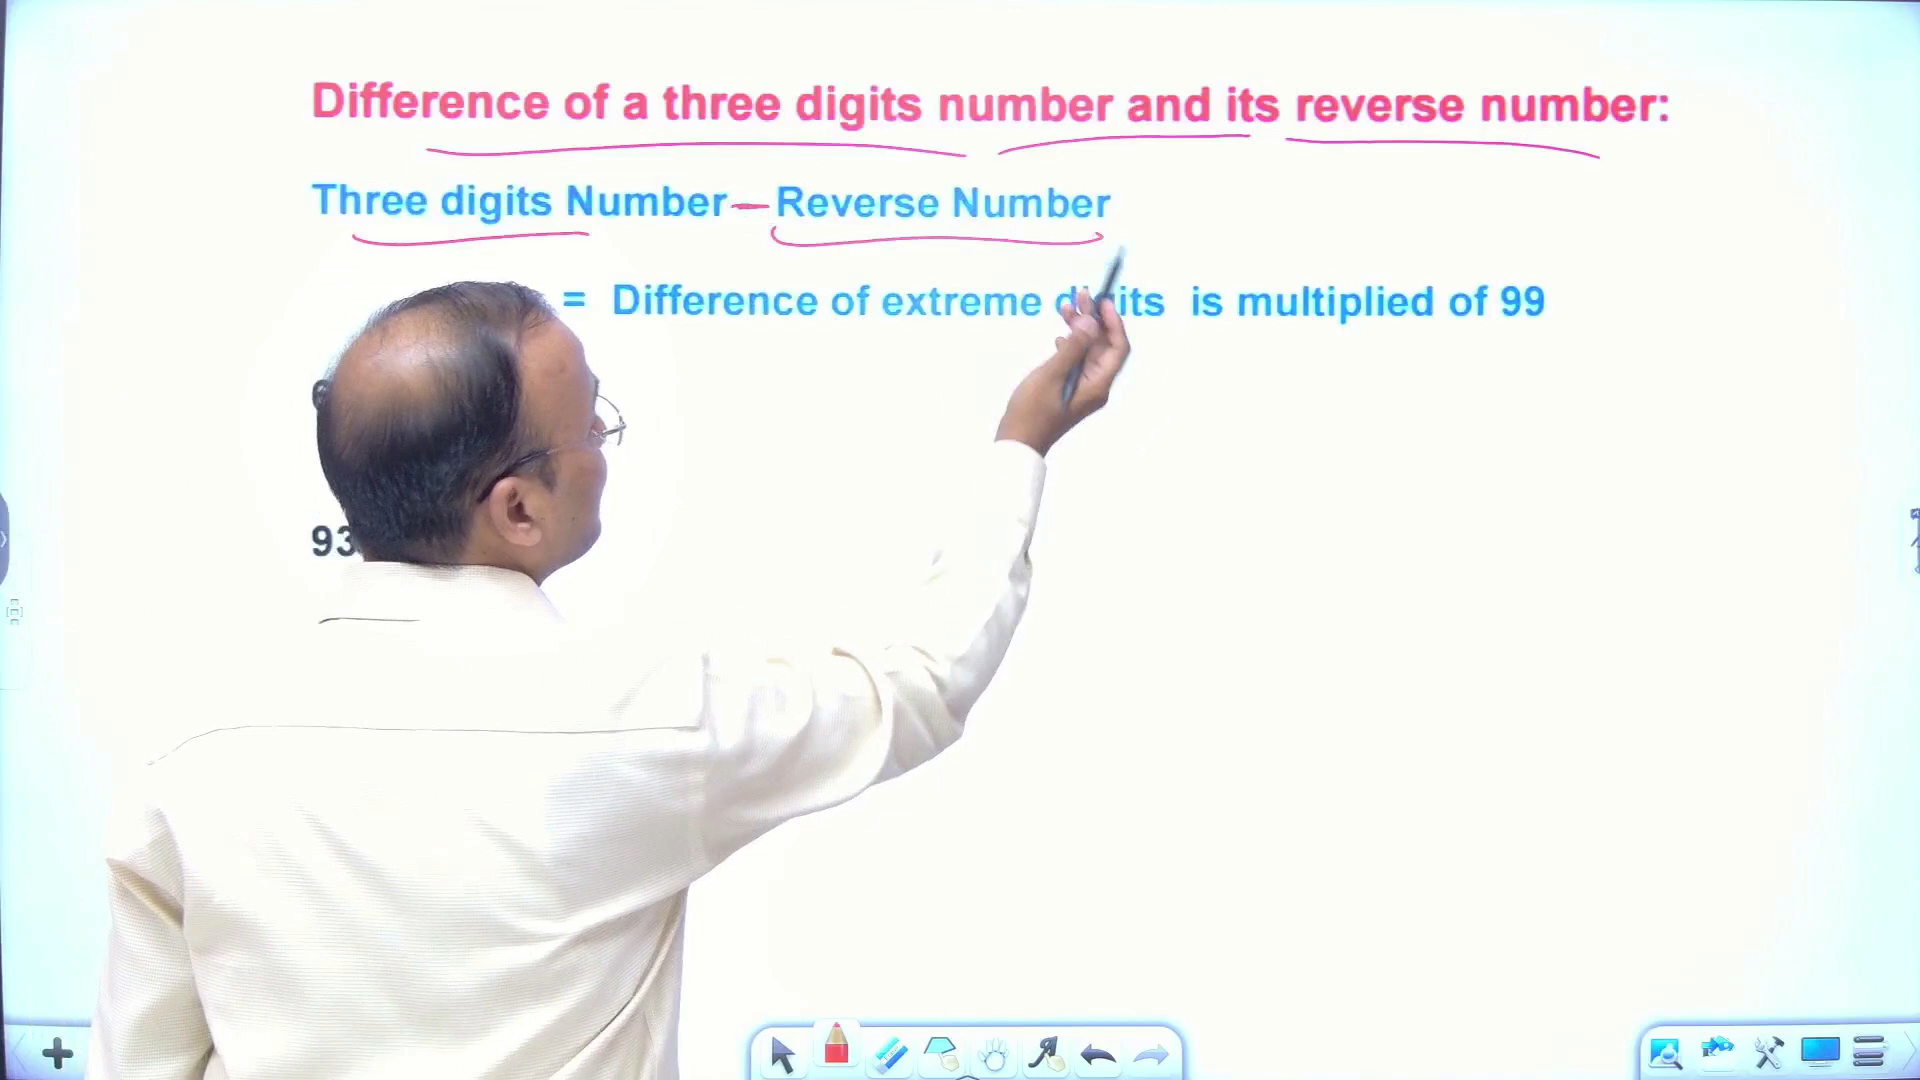 Difference of a three digits number and its reverse number:
Three digits Number – Reverse Number
= Difference of extreme digits is multiplied of 99
93